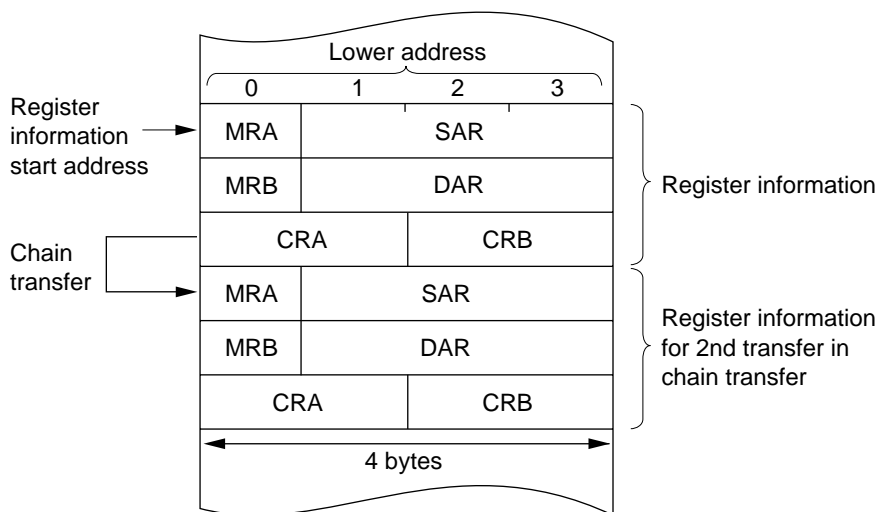 Lower address
0 1 2 3
Register
information
start address
MRA SAR
MRB DAR
Register information
CRA CRB
Chain
transfer
MRA SAR
MRB DAR
Register information
for 2nd transfer in
chain transfer
CRA CRB
4 bytes